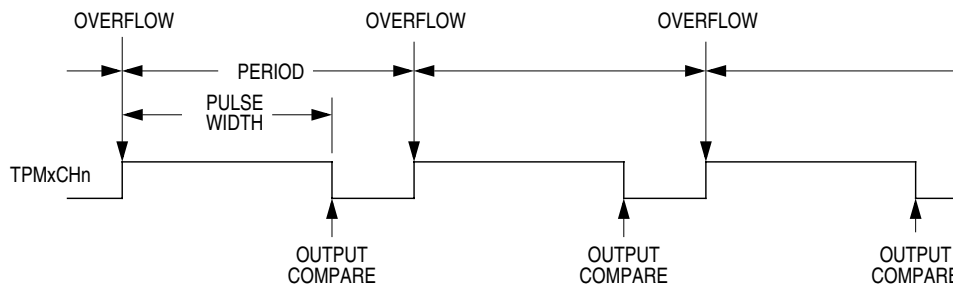 OVERFLOW
OVERFLOW
OVERFLOW
PERIOD
PULSE
WIDTH
TPMxCHn
OUTPUT
COMPARE
OUTPUT
COMPARE
OUTPUT
COMPARE